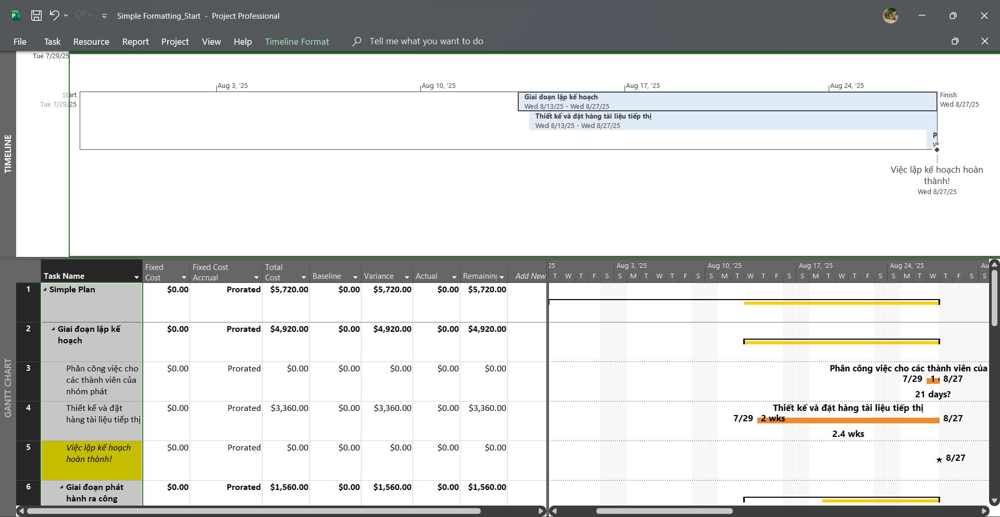 Simple Formatting_Start - Project Professional
File Task Resource Report Project View Help Timeline Format Tell me what you want to do
Tue 7/29/25
Aug 3, '25 Aug 10, '25 Aug 17, '25 Aug 24, '25
Start
Tue 7/29/25
Giai đoạn lập kế hoạch
Wed 8/13/25 - Wed 8/27/25
Thiết kế và đặt hàng tài liệu tiếp thị
Wed 8/13/25 - Wed 8/27/25
P
W
Finish
Wed 8/27/25
Việc lập kế hoạch hoàn
thành!
Wed 8/27/25
TIMELINE
GANTT CHART
Task Name Fixed Cost Fixed Cost Accrual Total Cost Baseline Variance Actual Remaining Add New
1 Simple Plan $0.00 Prorated $5,720.00 $0.00 $5,720.00 $0.00 $5,720.00
2 Giai đoạn lập kế $0.00 Prorated $4,920.00 $0.00 $4,920.00 $0.00 $4,920.00
hoạch
3 Phân công việc cho $0.00 Prorated $0.00 $0.00 $0.00 $0.00 $0.00
các thành viên của
nhóm phát
4 Thiết kế và đặt $0.00 Prorated $3,360.00 $0.00 $3,360.00 $0.00 $3,360.00
hàng tài liệu tiếp thị
5 Việc lập kế hoạch $0.00 Prorated $0.00 $0.00 $0.00 $0.00 $0.00
hoàn thành!
6 Giai đoạn phát $0.00 Prorated $1,560.00 $0.00 $1,560.00 $0.00 $1,560.00
hành ra công
25 Aug 3, '25 Aug 10, '25 Aug 17, '25 Aug 24, '25 Au
T W T F S S M T W T F S S M T W T F S S M T W T F S S M T W T F S S
Phân công việc cho các thành viên của
7/29 1 8/27
21 days?
Thiết kế và đặt hàng tài liệu tiếp thị
7/29 2 wks 8/27
2.4 wks
8/27